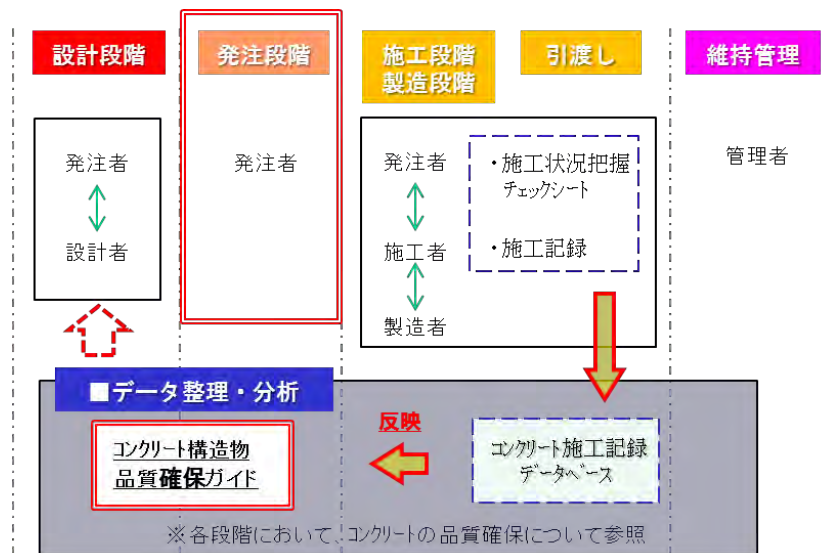 設計段階
発注段階
施工段階
製造段階
引渡し
維持管理
発注者
設計者
発注者
発注者
施工者
製造者
・施工状況把握
チェックシート
・施工記録
管理者
■データ整理・分析
コンクリート構造物
品質確保ガイド
反映
コンクリート施工記録
データベース
※各段階において、コンクリートの品質確保について参照